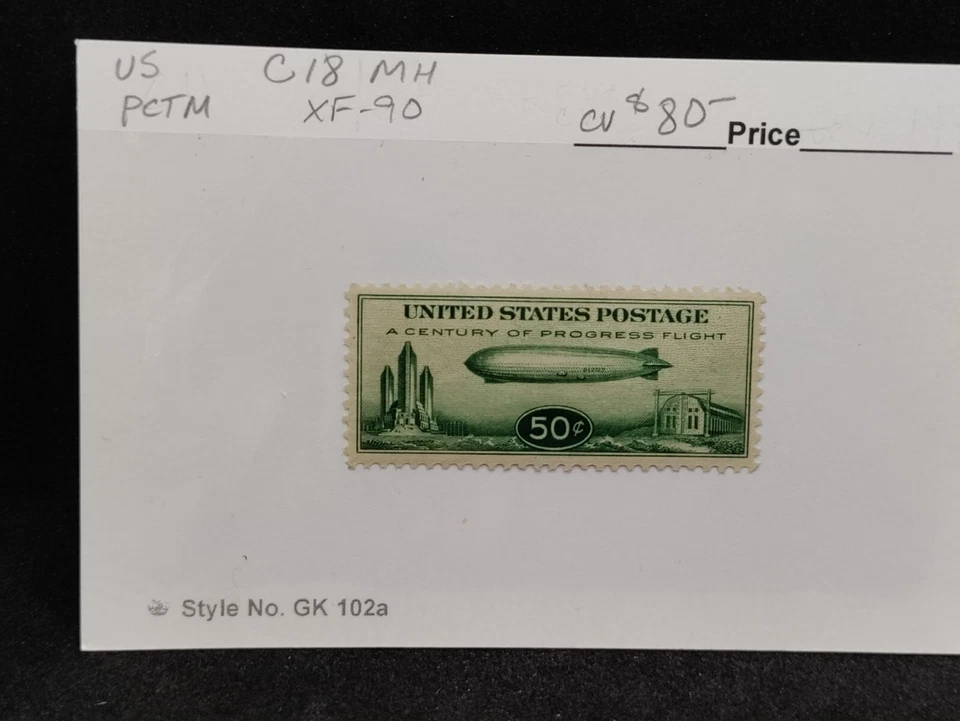 US C18 MH
PCTM XF-90
CV $80- Price
UNITED STATES POSTAGE
A CENTURY OF PROGRESS FLIGHT
50¢
Style No. GK 102a